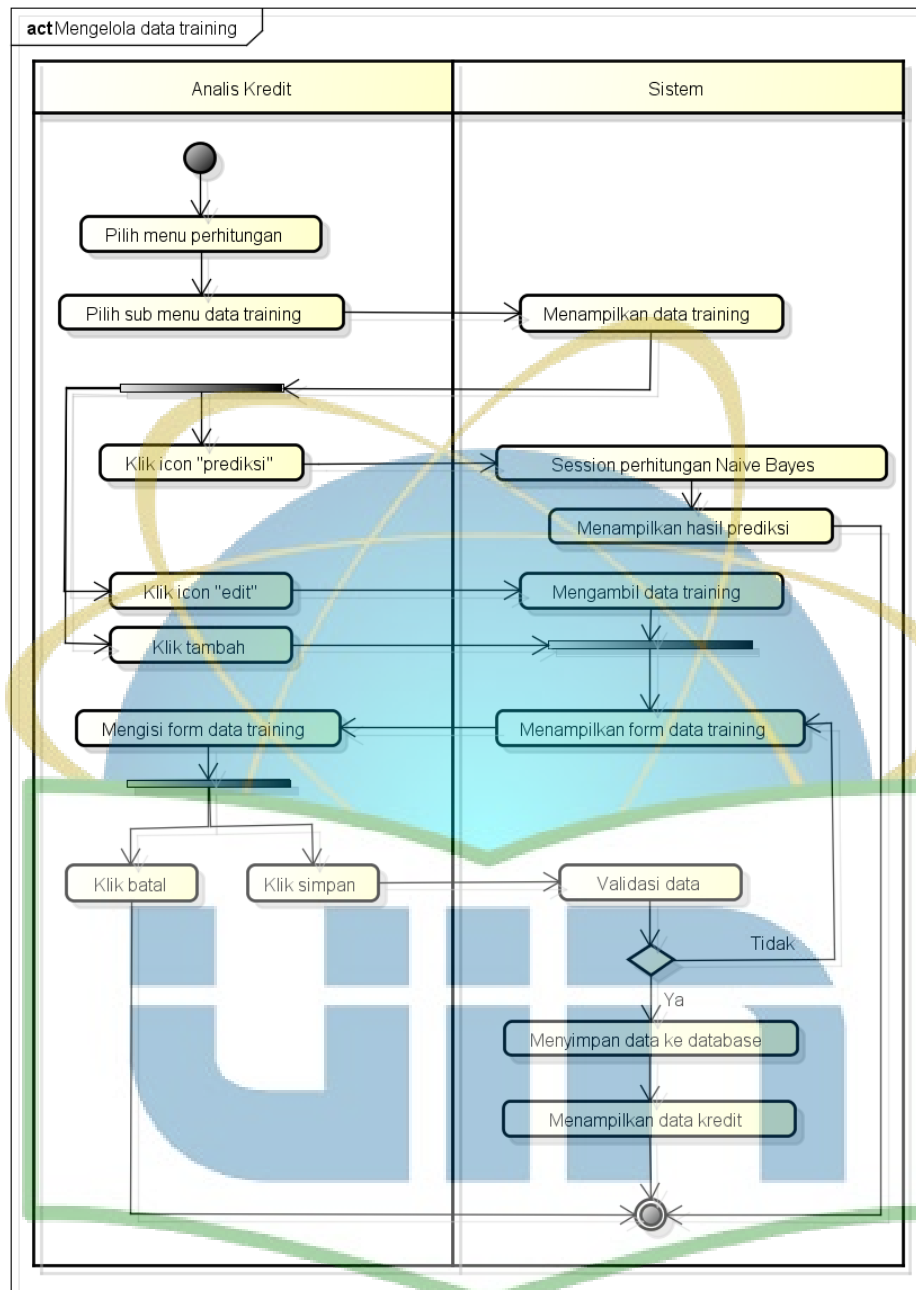 act Mengelola data training
Analis Kredit
Sistem
Pilih menu perhitungan
Pilih sub menu data training
Menampilkan data training
Klik icon "prediksi"
Session perhitungan Naive Bayes
Menampilkan hasil prediksi
Klik icon "edit"
Mengambil data training
Klik tambah
Mengisi form data training
Menampilkan form data training
Klik batal
Klik simpan
Validasi data
Tidak
Ya
Menyimpan data ke database
Menampilkan data kredit
uin